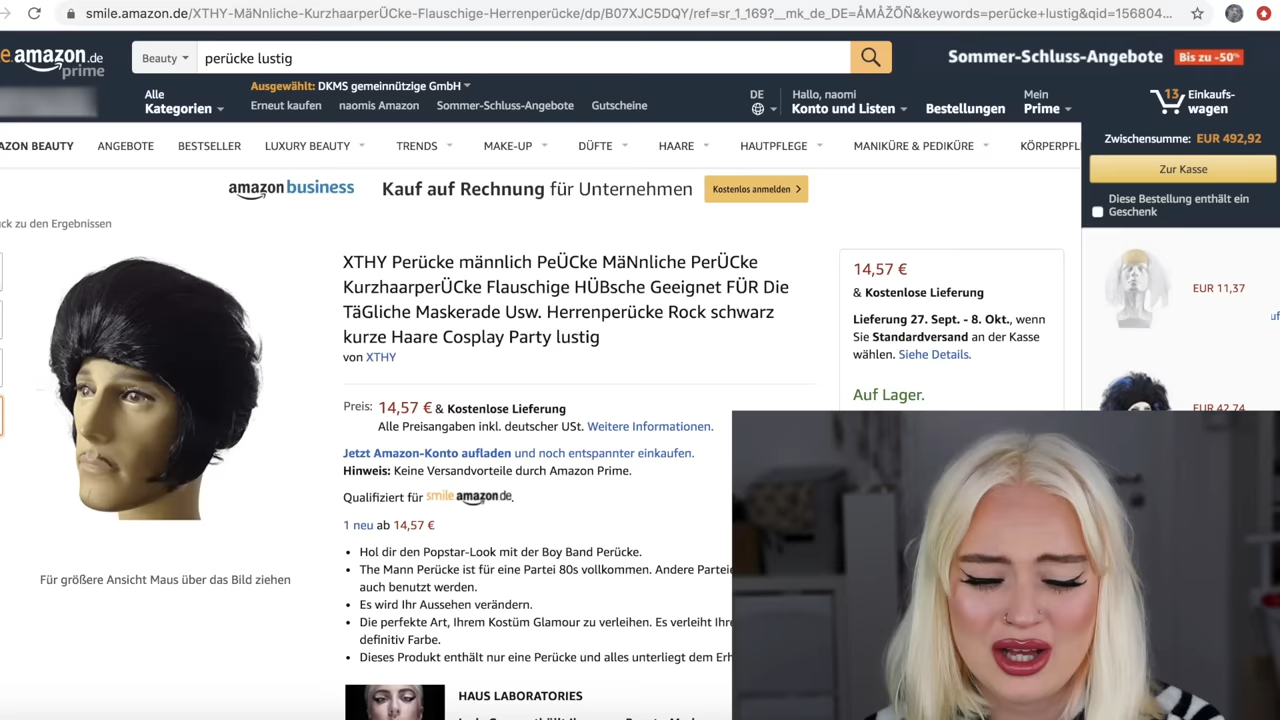 smile.amazon.de/XTHY-MäNnliche-KurzhaarperÜCke-Flauschige-Herrenperücke/dp/B07XJC5DQY/ref=sr_1_169?__mk_de_DE=ÅMÅŽÕÑ&keywords=perücke+lustig&qid=156804...
e.amazon.de
prime
Beauty
perücke lustig
Sommer-Schluss-Angebote Bis zu -50%
Ausgewählt: DKMS gemeinnützige GmbH
Alle
Kategorien
Erneut kaufen naomis Amazon Sommer-Schluss-Angebote Gutscheine
DE
Hallo, naomi
Konto und Listen
Bestellungen
Mein
Prime
13
Einkaufs-
wagen
Zwischensumme: EUR 492,92
Zur Kasse
Diese Bestellung enthält ein
Geschenk
AZON BEAUTY ANGEBOTE BESTSELLER LUXURY BEAUTY TRENDS MAKE-UP DÜFTE HAARE HAUTPFLEGE MANIKÜRE & PEDIKÜRE KÖRPERPFL
amazon business Kauf auf Rechnung für Unternehmen Kostenlos anmelden
ck zu den Ergebnissen
XTHY Perücke männlich PeÜCke MäNnliche PerÜCke
KurzhaarperÜCke Flauschige HÜBsche Geeignet FÜR Die
TäGliche Maskerade Usw. Herrenperücke Rock schwarz
kurze Haare Cosplay Party lustig
von XTHY
Preis: 14,57 € & Kostenlose Lieferung
Alle Preisangaben inkl. deutscher USt. Weitere Informationen.
Jetzt Amazon-Konto aufladen und noch entspannter einkaufen.
Hinweis: Keine Versandvorteile durch Amazon Prime.
Qualifiziert für smile.amazon.de.
1 neu ab 14,57 €
Hol dir den Popstar-Look mit der Boy Band Perücke.
The Mann Perücke ist für eine Partei 80s vollkommen. Andere Parteie
auch benutzt werden.
Es wird Ihr Aussehen verändern.
Die perfekte Art, Ihrem Kostüm Glamour zu verleihen. Es verleiht Ihre
definitiv Farbe.
Dieses Produkt enthält nur eine Perücke und alles unterliegt dem Erh
HAUS LABORATORIES
Für größere Ansicht Maus über das Bild ziehen
14,57 €
& Kostenlose Lieferung
Lieferung 27. Sept. - 8. Okt., wenn
Sie Standardversand an der Kasse
wählen. Siehe Details.
Auf Lager.
EUR 11,37
uf
EUR 42,74